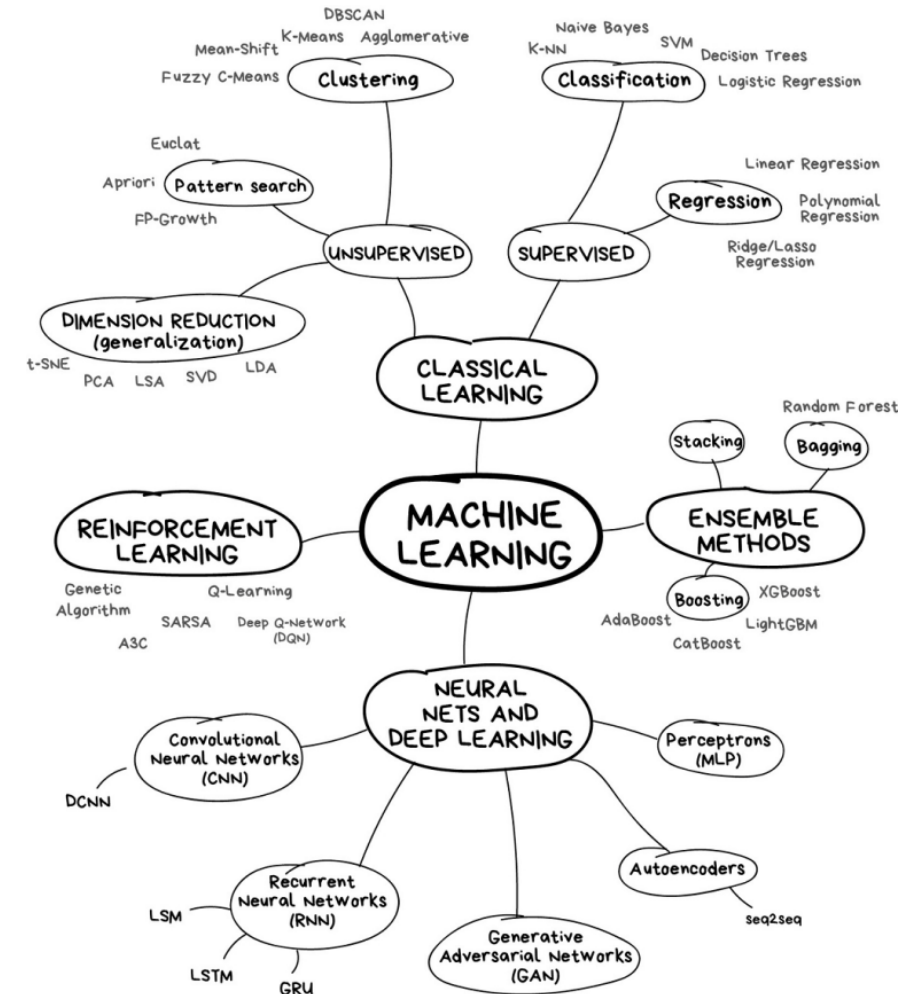 DBSCAN
K-Means
Agglomerative
Mean-Shift
Fuzzy C-Means
Clustering
Naive Bayes
K-NN
SVM
Decision Trees
Classification
Logistic Regression
Euclat
Apriori
Pattern search
FP-Growth
Linear Regression
Regression
Polynomial
Regression
Ridge/Lasso
Regression
UNSUPERVISED
SUPERVISED
DIMENSION REDUCTION
(generalization)
t-SNE
PCA
LSA
SVD
LDA
CLASSICAL
LEARNING
Random Forest
Stacking
Bagging
REINFORCEMENT
LEARNING
MACHINE
LEARNING
ENSEMBLE
METHODS
Genetic
Algorithm
Q-Learning
SARSA
Deep Q-Network
(DQN)
A3C
Boosting
XGBoost
AdaBoost
LightGBM
CatBoost
NEURAL
NETS AND
DEEP LEARNING
Convolutional
Neural Networks
(CNN)
DCNN
Perceptrons
(MLP)
Autoencoders
seq2seq
Recurrent
Neural Networks
(RNN)
LSM
LSTM
GRU
Generative
Adversarial Networks
(GAN)